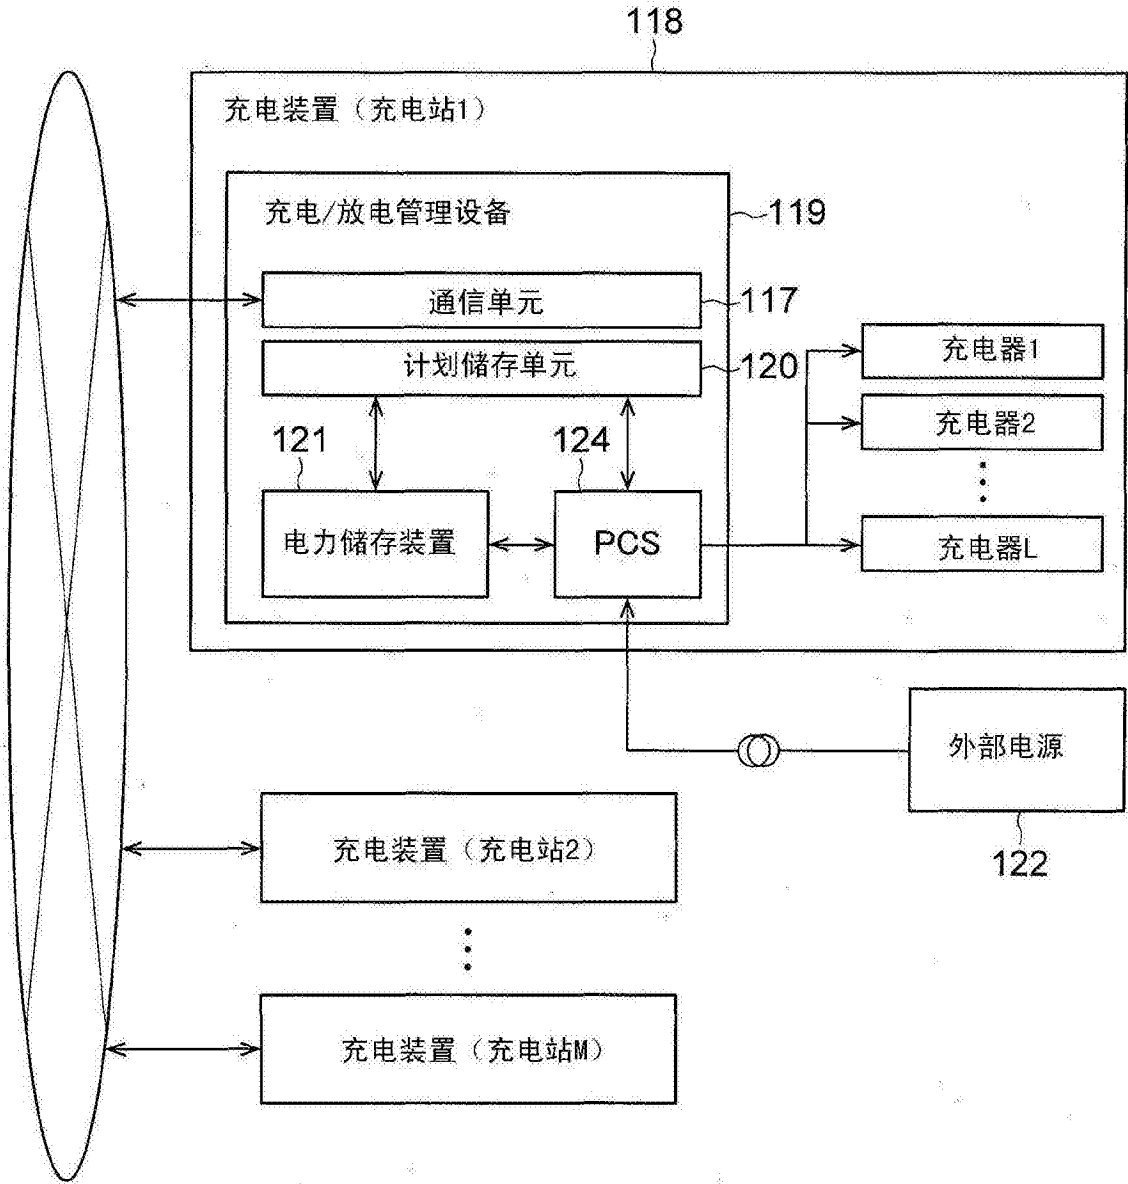 118
充电装置（充电站1）
充电/放电管理设备
119
通信单元
117
计划储存单元
120
充电器1
充电器2
121
124
电力储存装置
PCS
充电器L
外部电源
122
充电装置（充电站2）
充电装置（充电站M）